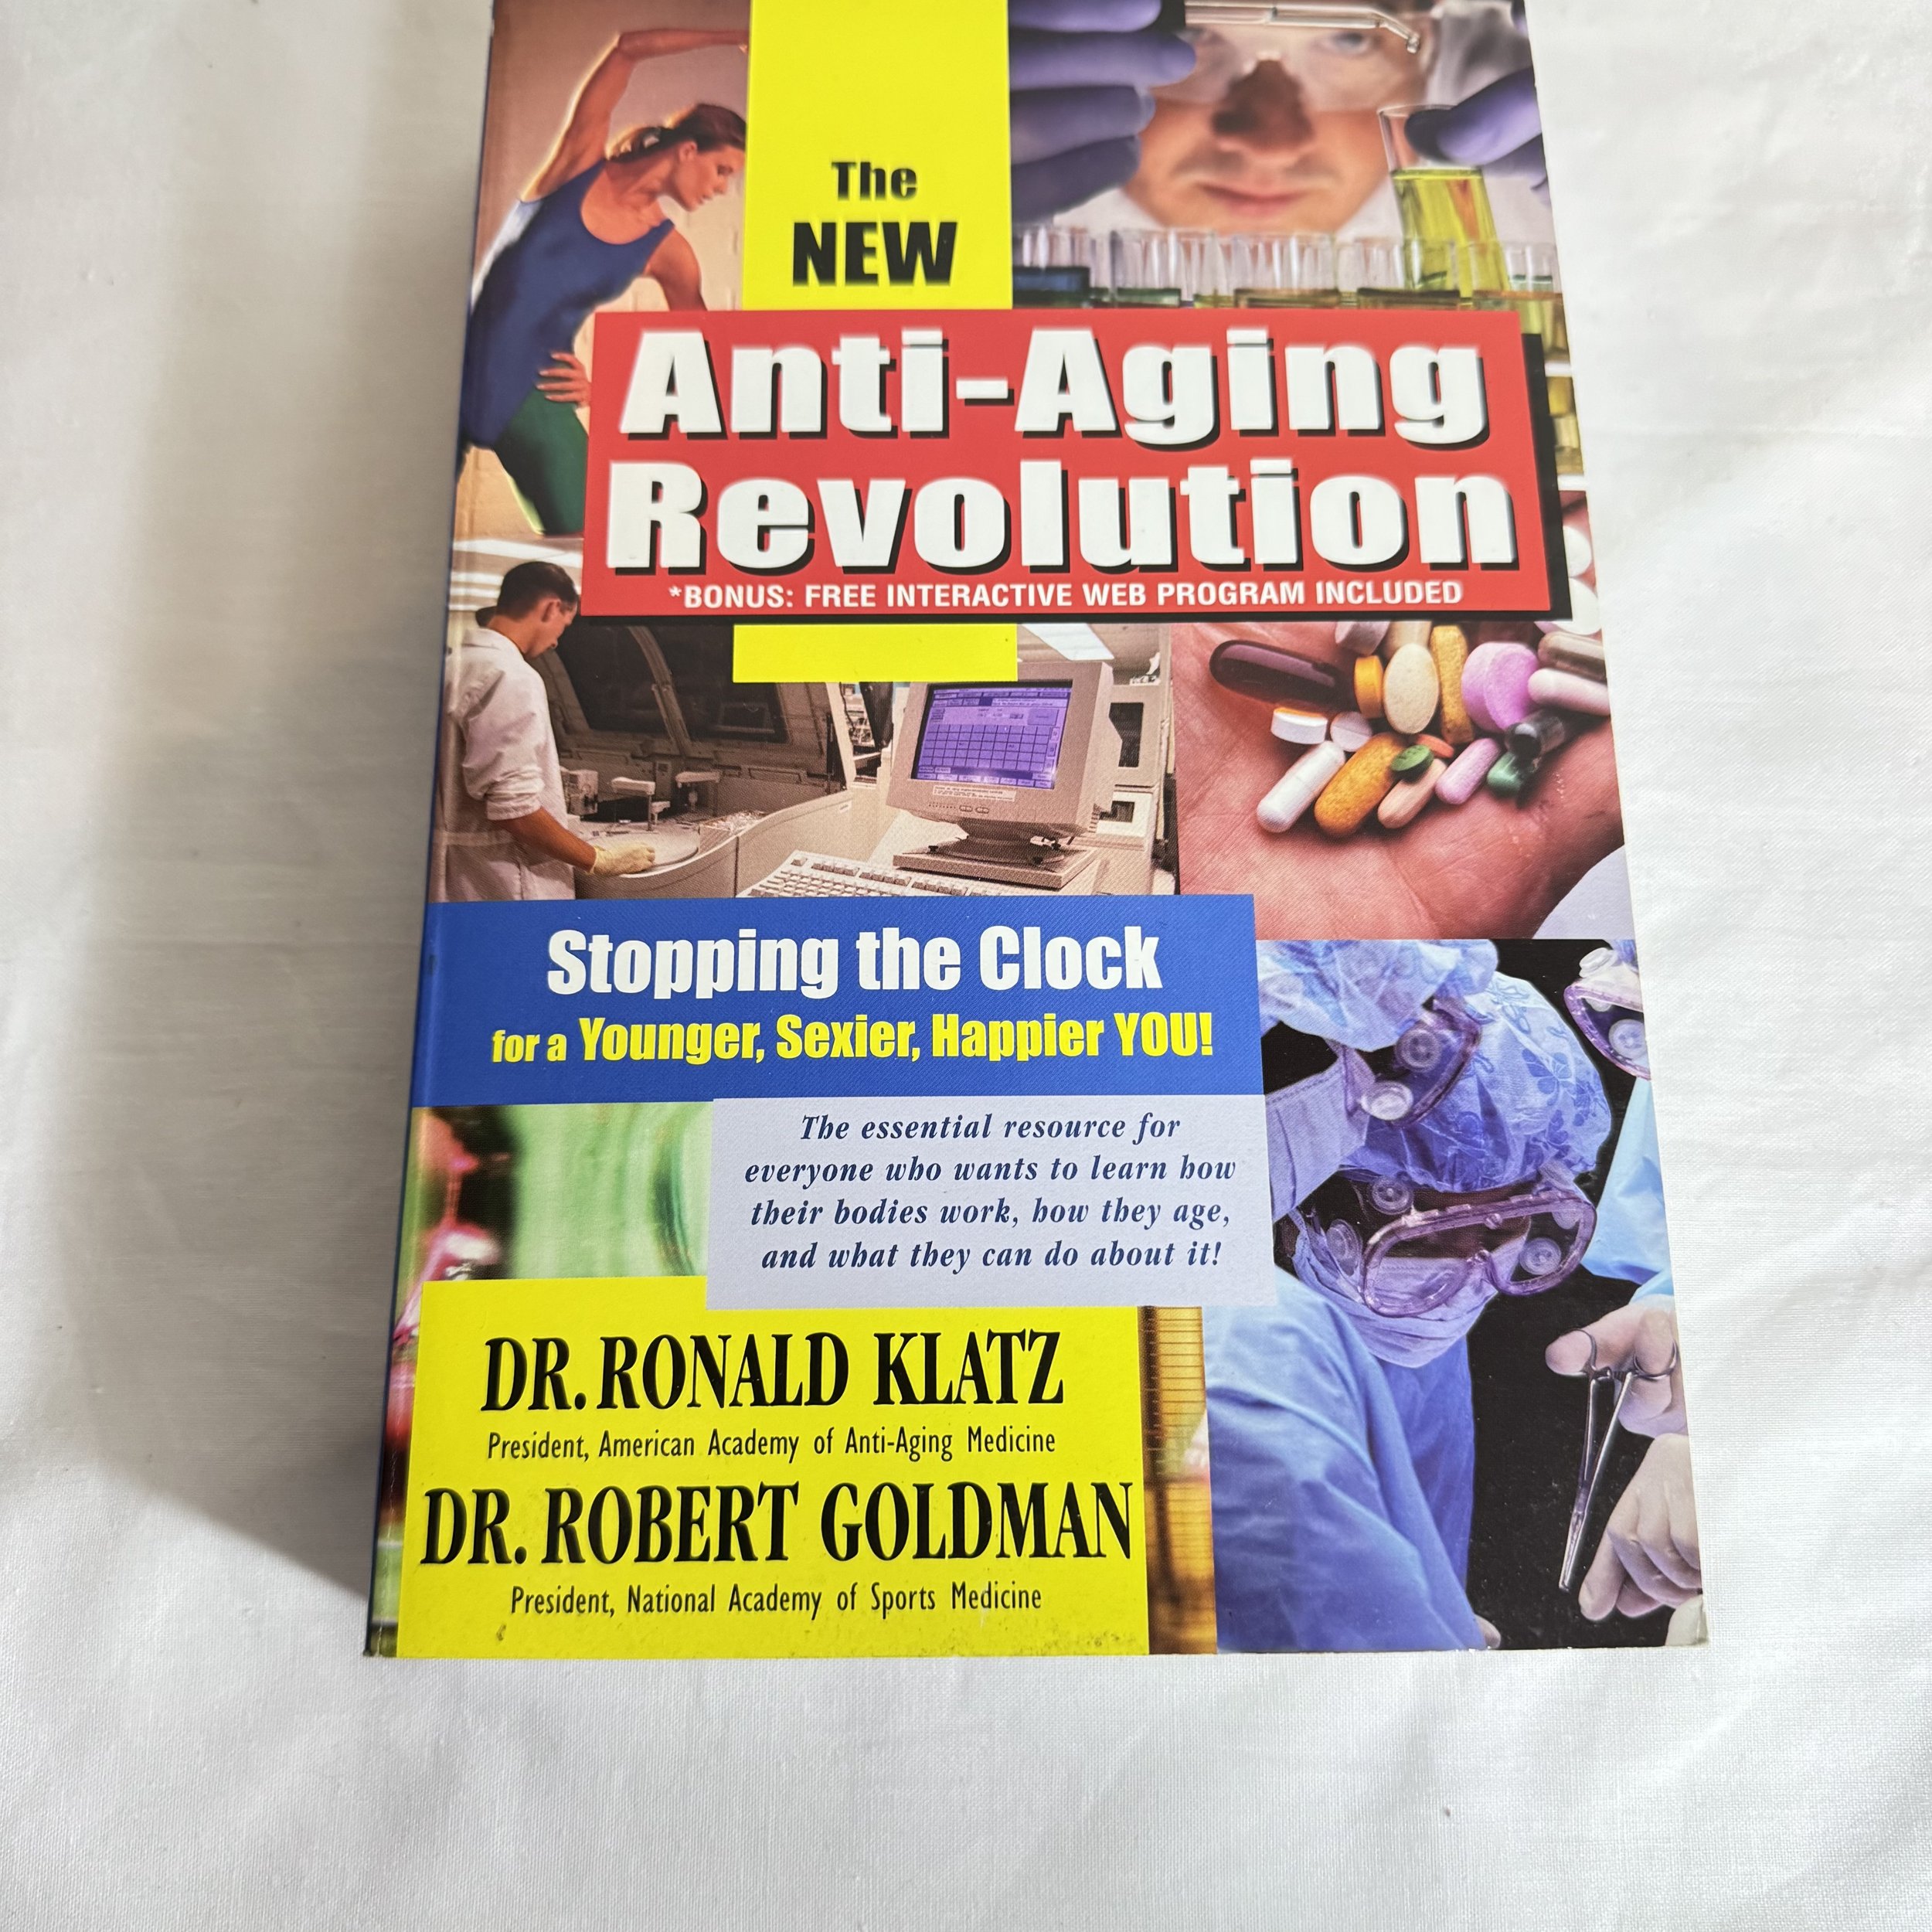 The
NEW
Anti-Aging
Revolution
*BONUS: FREE INTERACTIVE WEB PROGRAM INCLUDED
Stopping the Clock
for a Younger, Sexier, Happier YOU!
The essential resource for
everyone who wants to learn how
their bodies work, how they age,
and what they can do about it!
DR. RONALD KLATZ
President, American Academy of Anti-Aging Medicine
DR. ROBERT GOLDMAN
President, National Academy of Sports Medicine